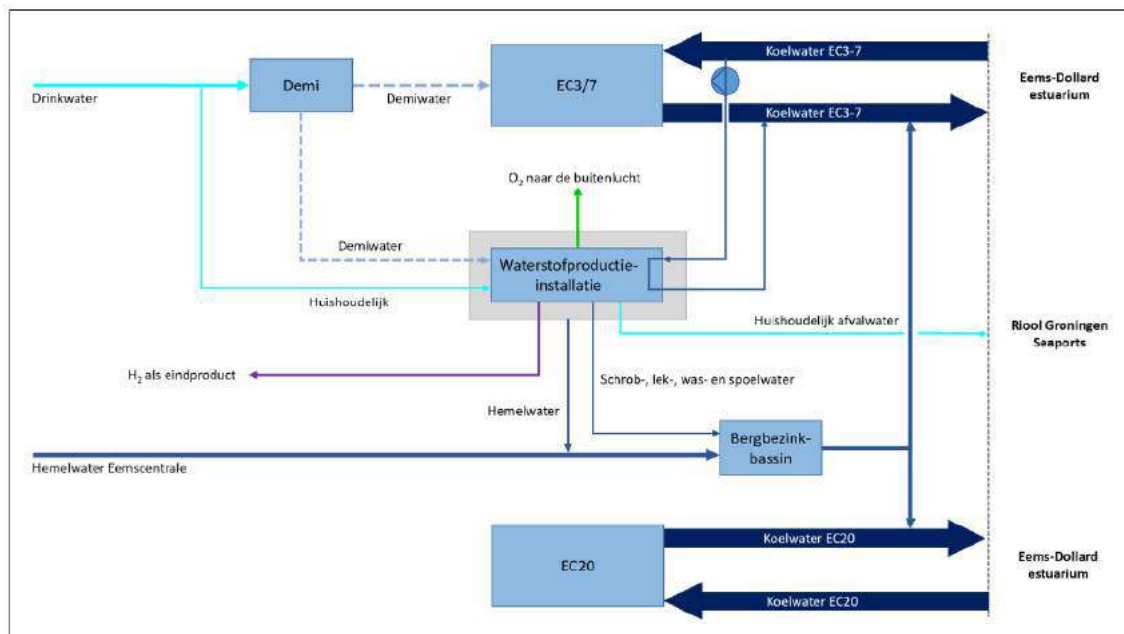 Koelwater EC3-7
Drinkwater
Demi
Demiwater
EC3/7
Eems-Dollard
estuarium
Koelwater EC3-7
O₂ naar de buitenlucht
Demiwater
Waterstofproductie-
installatie
Huishoudelijk
Huishoudelijk afvalwater
Riool Groningen
Seaports
H₂ als eindproduct
Schrob-, lek-, was- en spoelwater
Hemelwater
Bergbezink-
bassin
Hemelwater Eemscentrale
Koelwater EC20
EC20
Eems-Dollard
estuarium
Koelwater EC20